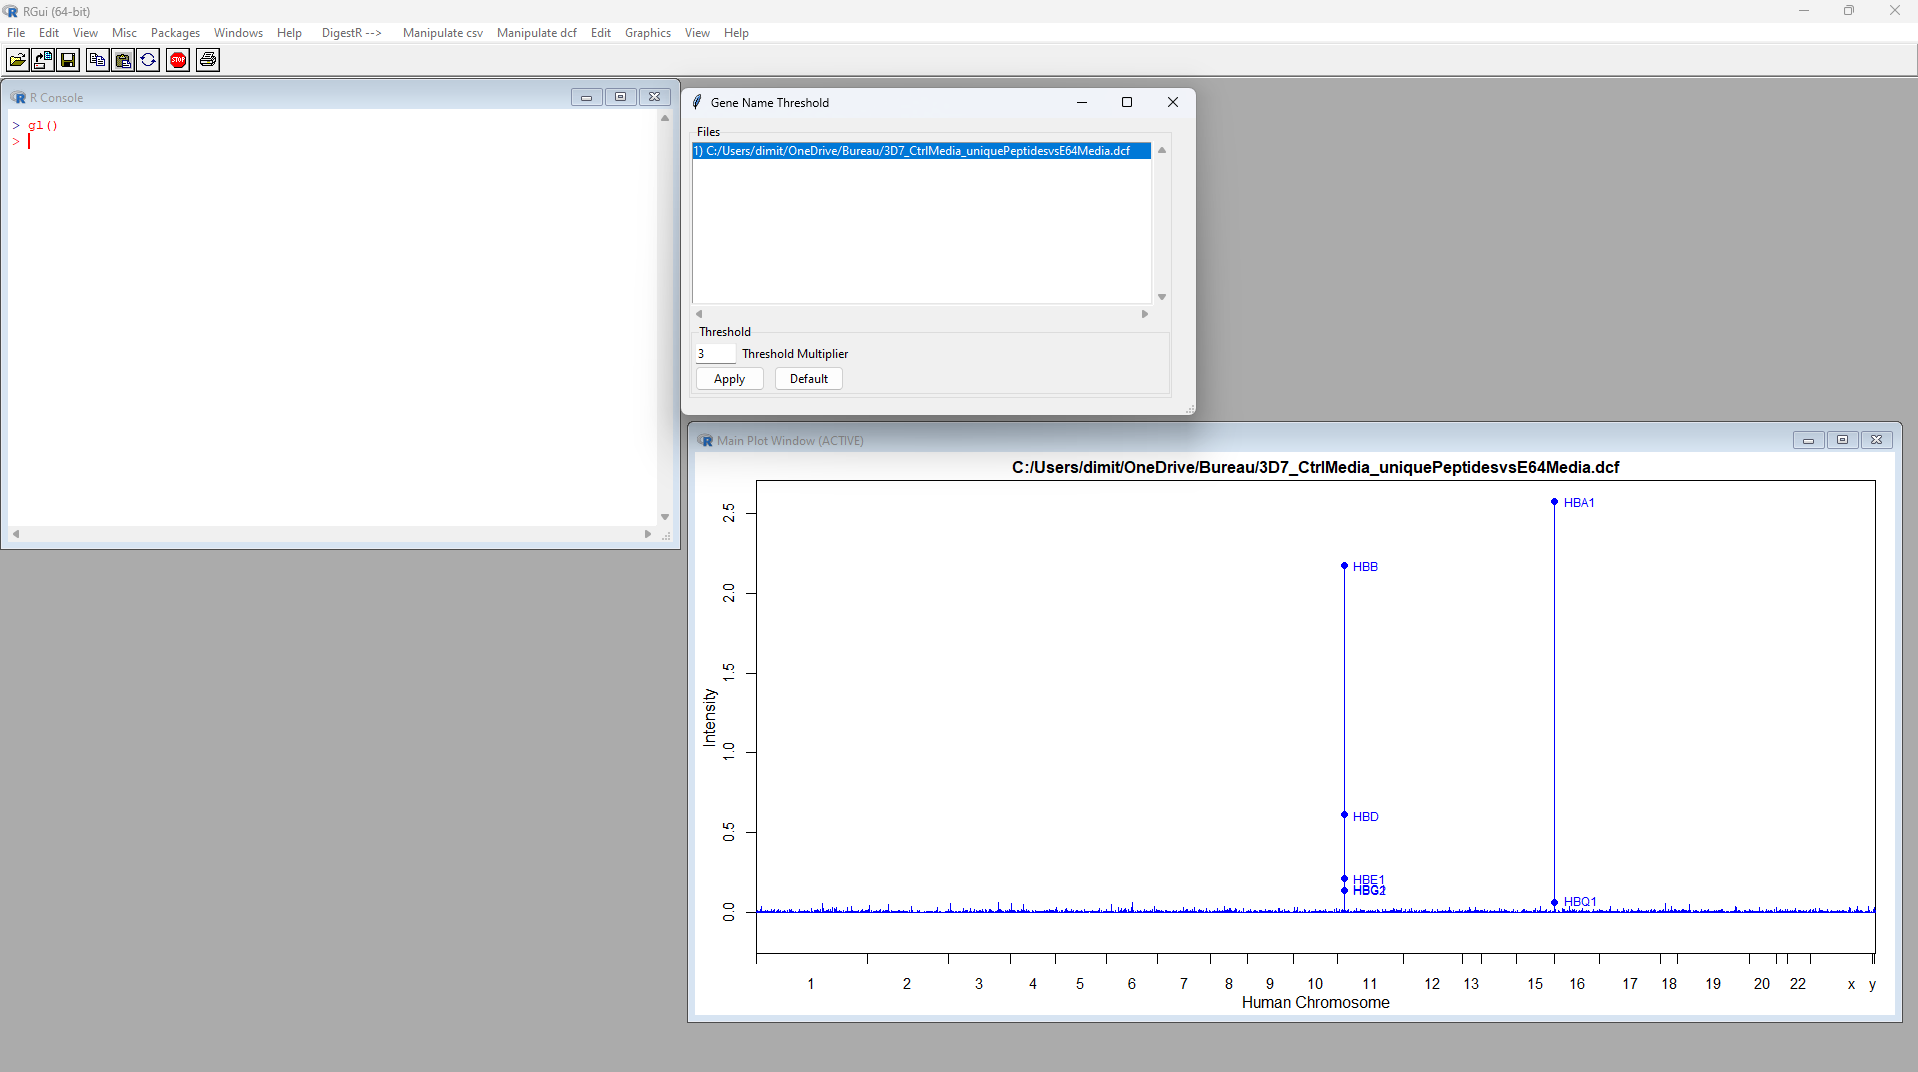 RGui (64-bit)
File Edit View Misc Packages Windows Help DigestR --> Manipulate csv Manipulate dcf Edit Graphics View Help
STOP
R Console
> gl()
>
Gene Name Threshold
Files
1) C:/Users/dimit/OneDrive/Bureau/3D7_CtrlMedia_uniquePeptidesvsE64Media.dcf
Threshold
3 Threshold Multiplier
Apply Default
Main Plot Window (ACTIVE)
C:/Users/dimit/OneDrive/Bureau/3D7_CtrlMedia_uniquePeptidesvsE64Media.dcf
Intensity
2.5
2.0
1.5
1.0
0.5
0.0
HBA1
HBB
HBD
HBE1
HBQ1
1 2 3 4 5 6 7 8 9 10 11 12 13 15 16 17 18 19 20 22 x y
Human Chromosome